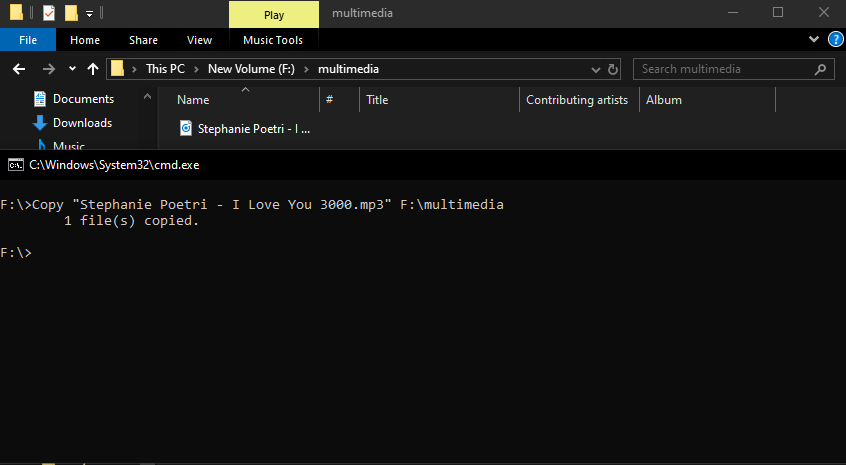 Play
multimedia
File
Home
Share
View
Music Tools
This PC
New Volume (F:)
multimedia
Search multimedia
Documents
Downloads
Music
Name
#
Title
Contributing artists
Album
Stephanie Poetri - I ...
C:\Windows\System32\cmd.exe
F:\>Copy "Stephanie Poetri - I Love You 3000.mp3" F:\multimedia
1 file(s) copied.
F:\>